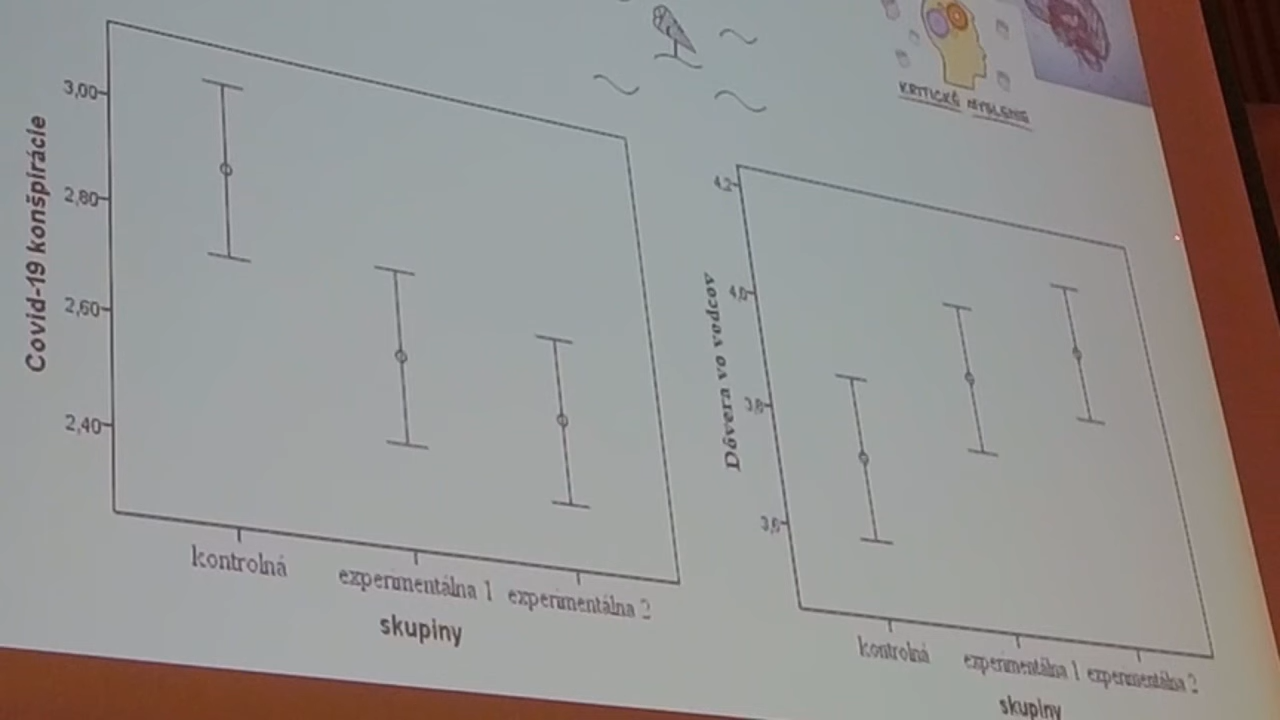 KRITICKÉ MYSLENIE
Covid-19 konšpirácie
3,00
2,80
2,60
2,40
kontrolná
experimentálna 1
experimentálna 2
skupiny
Dôvera vo vedcov
4,2
4,0
3,8
3,6
kontrolná
experimentálna 1
experimentálna 2
skupiny